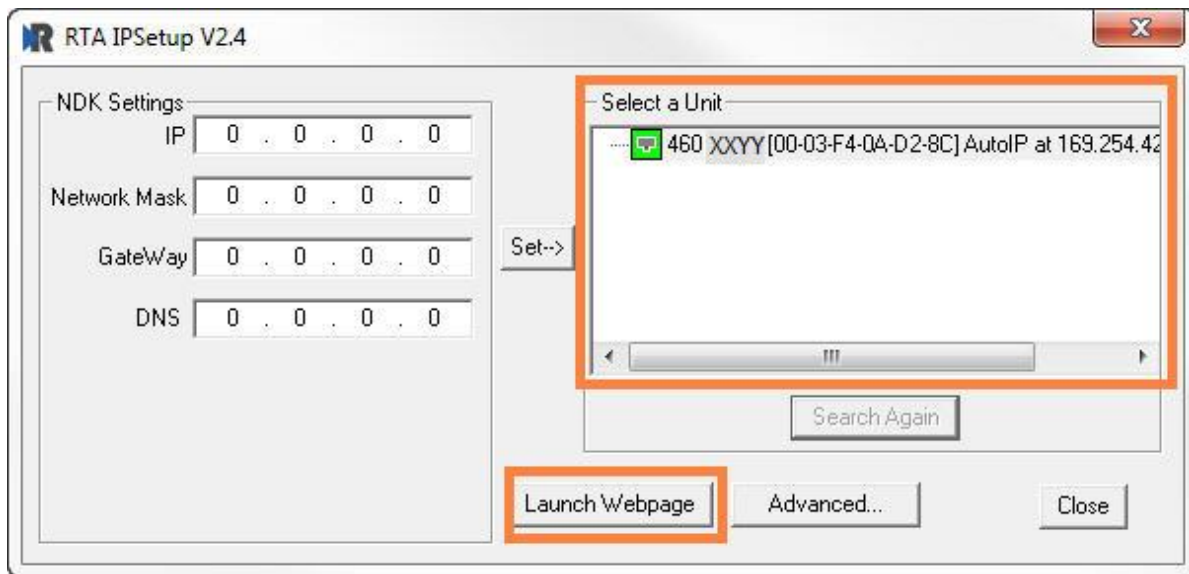 RTA IPSetup V2.4
NDK Settings
IP 0 . 0 . 0 . 0
Network Mask 0 . 0 . 0 . 0
GateWay 0 . 0 . 0 . 0
DNS 0 . 0 . 0 . 0
Set-->
Select a Unit
460 XXYY [00-03-F4-0A-D2-8C] AutoIP at 169.254.42
Search Again
Launch Webpage
Advanced...
Close